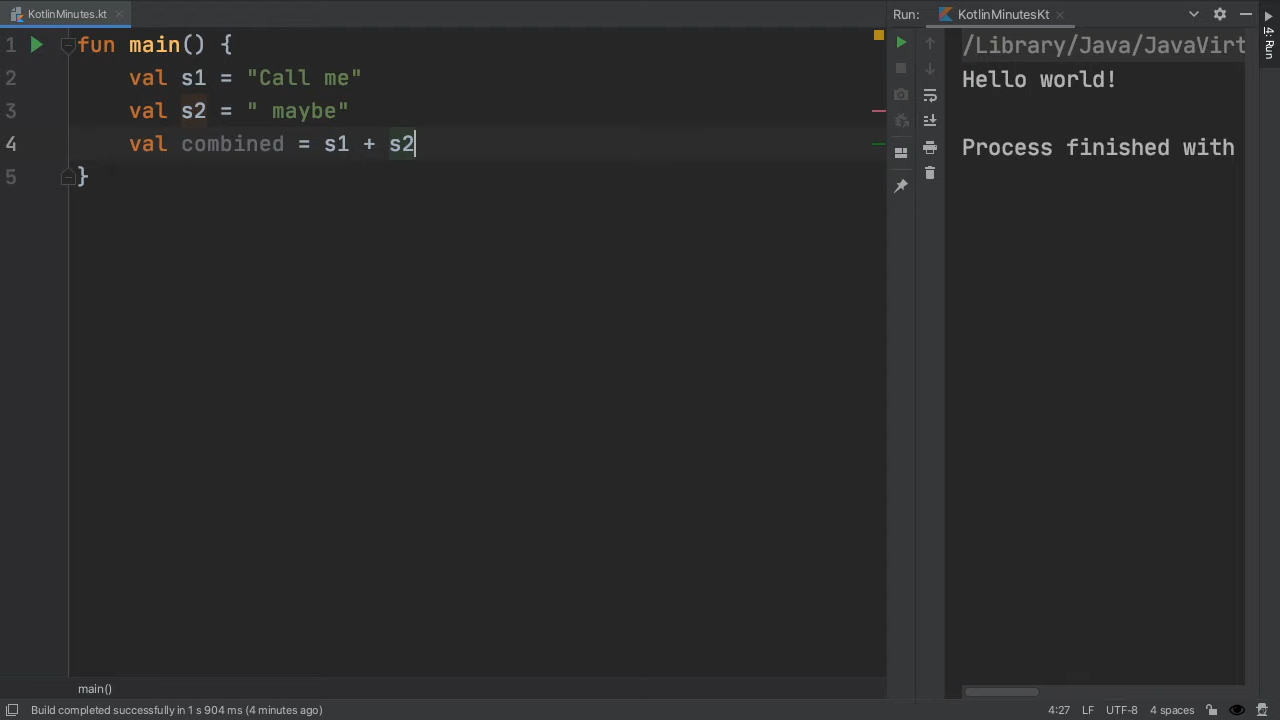 KotlinMinutes.kt
Run: KotlinMinutesKt
1 fun main() {
2 val s1 = "Call me"
3 val s2 = " maybe"
4 val combined = s1 + s2
5 }
/Library/Java/JavaVirt
Hello world!
Process finished with
4: Run
main()
Build completed successfully in 1 s 904 ms (4 minutes ago)
4:27 LF UTF-8 4 spaces